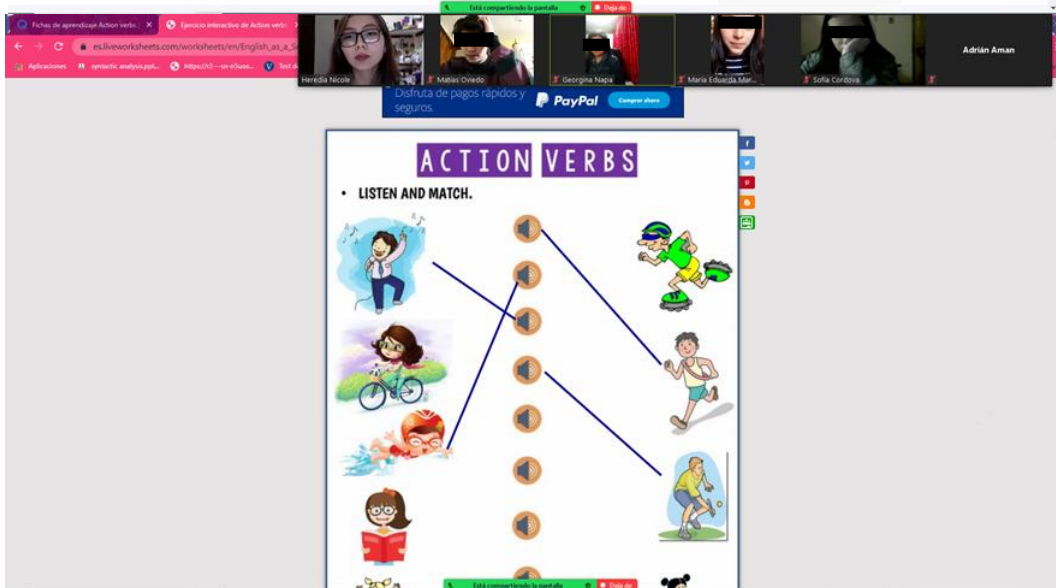 Está compartiendo la pantalla
Deja de
Fichas de aprendizaje Action verbs
Ejercicio interactivo de Action verbs
es.liveworksheets.com/worksheets/en/English_as_a_S
Aplicaciones
syntactic analysis.ppt...
Test d
Heredia Nicole
Matias Oviedo
Georgina Napa
Maria Eduarda Mar...
Sofia Cordova
Adrián Aman
Disfruta de pagos rápidos y
seguros.
PayPal
Comprar ahora
ACTION VERBS
• LISTEN AND MATCH.
Está compartiendo la pantalla
Deja de